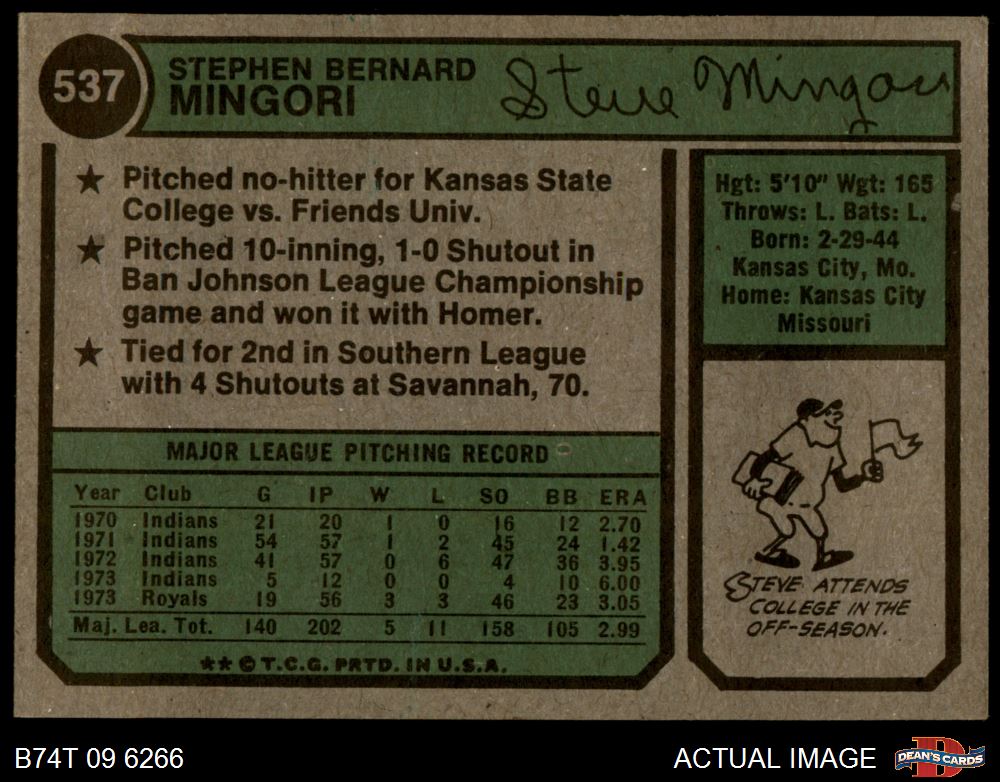 537
STEPHEN BERNARD
MINGORI
Steve Mingori
★ Pitched no-hitter for Kansas State
College vs. Friends Univ.
★ Pitched 10-inning, 1-0 Shutout in
Ban Johnson League Championship
game and won it with Homer.
★ Tied for 2nd in Southern League
with 4 Shutouts at Savannah, 70.
Hgt: 5'10" Wgt: 165
Throws: L. Bats: L.
Born: 2-29-44
Kansas City, Mo.
Home: Kansas City
Missouri
MAJOR LEAGUE PITCHING RECORD
Year Club G IP W L SO BB ERA
1970 Indians 21 20 1 0 16 12 2.70
1971 Indians 54 57 1 2 45 24 1.42
1972 Indians 41 57 0 6 47 36 3.95
1973 Indians 5 12 0 0 4 10 6.00
1973 Royals 19 56 3 3 46 23 3.05
Maj. Lea. Tot. 140 202 5 11 158 105 2.99
★★ © T.C.G. PRTD. IN U.S.A.
STEVE ATTENDS
COLLEGE IN THE
OFF-SEASON.
B74T 09 6266
ACTUAL IMAGE
D
DEAN'S CARDS